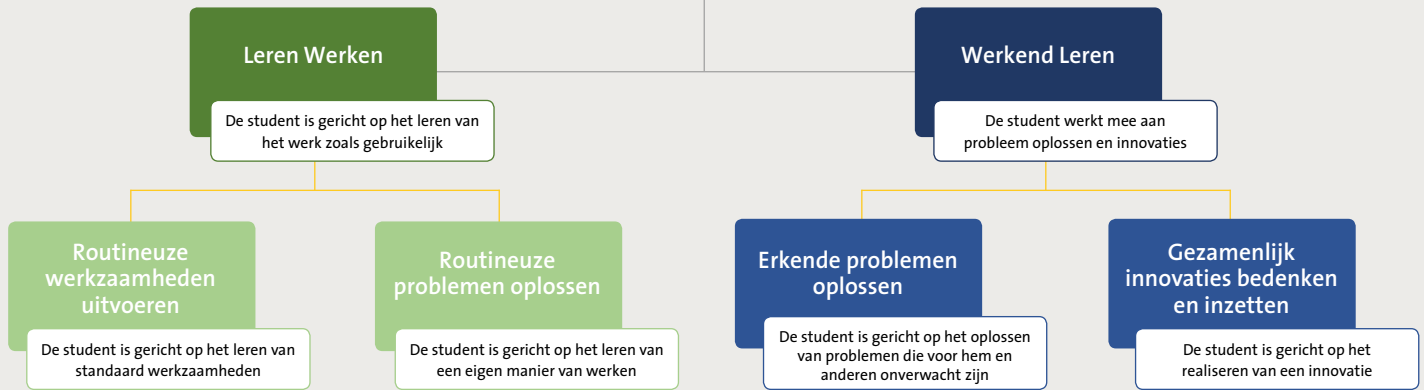 Leren Werken
De student is gericht op het leren van
het werk zoals gebruikelijk
Werkend Leren
De student werkt mee aan
probleem oplossen en innovaties
Routineuze
werkzaamheden
uitvoeren
De student is gericht op het leren van
standaard werkzaamheden
Routineuze
problemen oplossen
De student is gericht op het leren van
een eigen manier van werken
Erkende problemen
oplossen
De student is gericht op het oplossen
van problemen die voor hem en
anderen onverwacht zijn
Gezamenlijk
innovaties bedenken
en inzetten
De student is gericht op het
realiseren van een innovatie